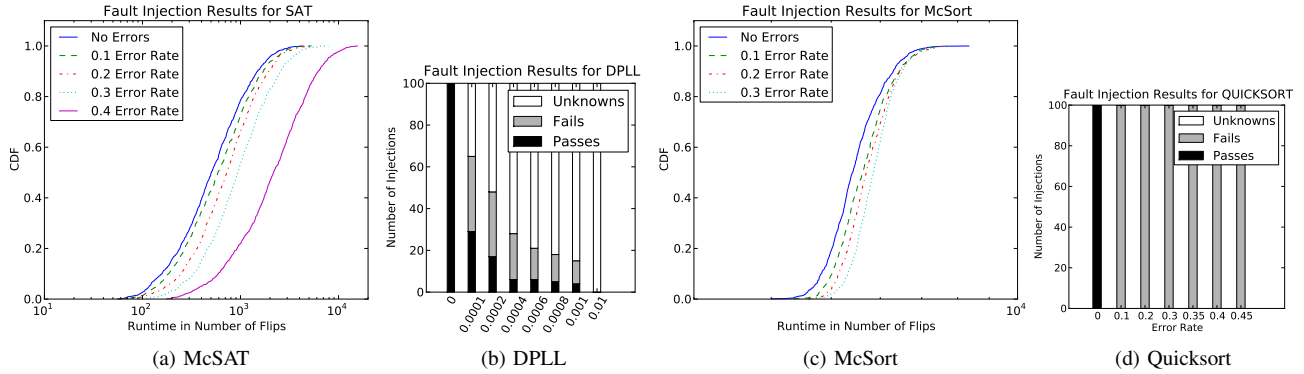 Fault Injection Results for SAT
No Errors
0.1 Error Rate
0.2 Error Rate
0.3 Error Rate
0.4 Error Rate
1.0
0.8
0.6
0.4
0.2
0.0
CDF
10^1
10^2
10^3
10^4
Runtime in Number of Flips
(a) McSAT
Fault Injection Results for DPLL
Unknowns
Fails
Passes
100
80
60
40
20
0
Number of Injections
0
0.0001
0.0002
0.0004
0.0006
0.0008
0.001
0.01
(b) DPLL
Fault Injection Results for McSort
No Errors
0.1 Error Rate
0.2 Error Rate
0.3 Error Rate
1.0
0.8
0.6
0.4
0.2
0.0
CDF
10^4
Runtime in Number of Flips
(c) McSort
Fault Injection Results for QUICKSORT
Unknowns
Fails
Passes
100
80
60
40
20
0
Number of Injections
0 0.1 0.2 0.3 0.35 0.4 0.45
Error Rate
(d) Quicksort